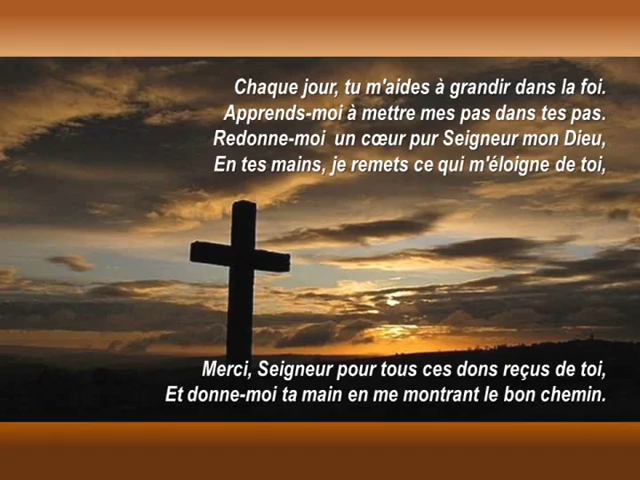 Chaque jour, tu m'aides à grandir dans la foi.
Apprends-moi à mettre mes pas dans tes pas.
Redonne-moi un cœur pur Seigneur mon Dieu,
En tes mains, je remets ce qui m'éloigne de toi,
Merci, Seigneur pour tous ces dons reçus de toi,
Et donne-moi ta main en me montrant le bon chemin.